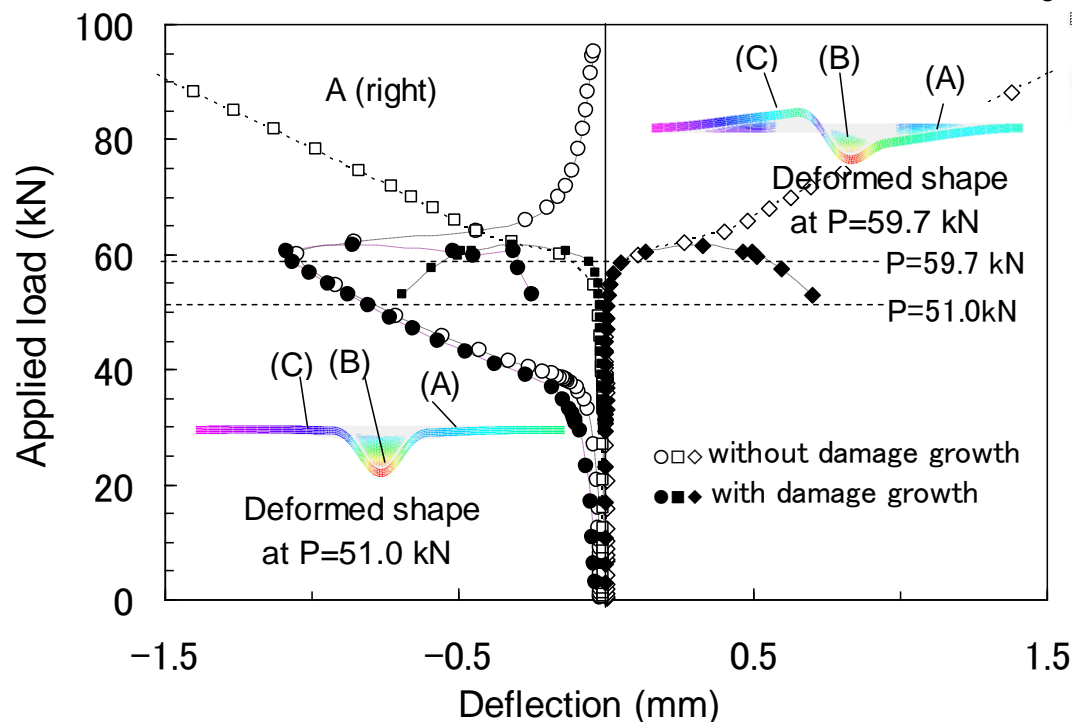 g
100
80
60
40
20
0
Applied load (kN)
A (right)
(C)
(B)
(A)
Deformed shape
at P=59.7 kN
P=59.7 kN
P=51.0kN
(C)
(B)
(A)
without damage growth
with damage growth
Deformed shape
at P=51.0 kN
−1.5
−0.5
0.5
1.5
Deflection (mm)